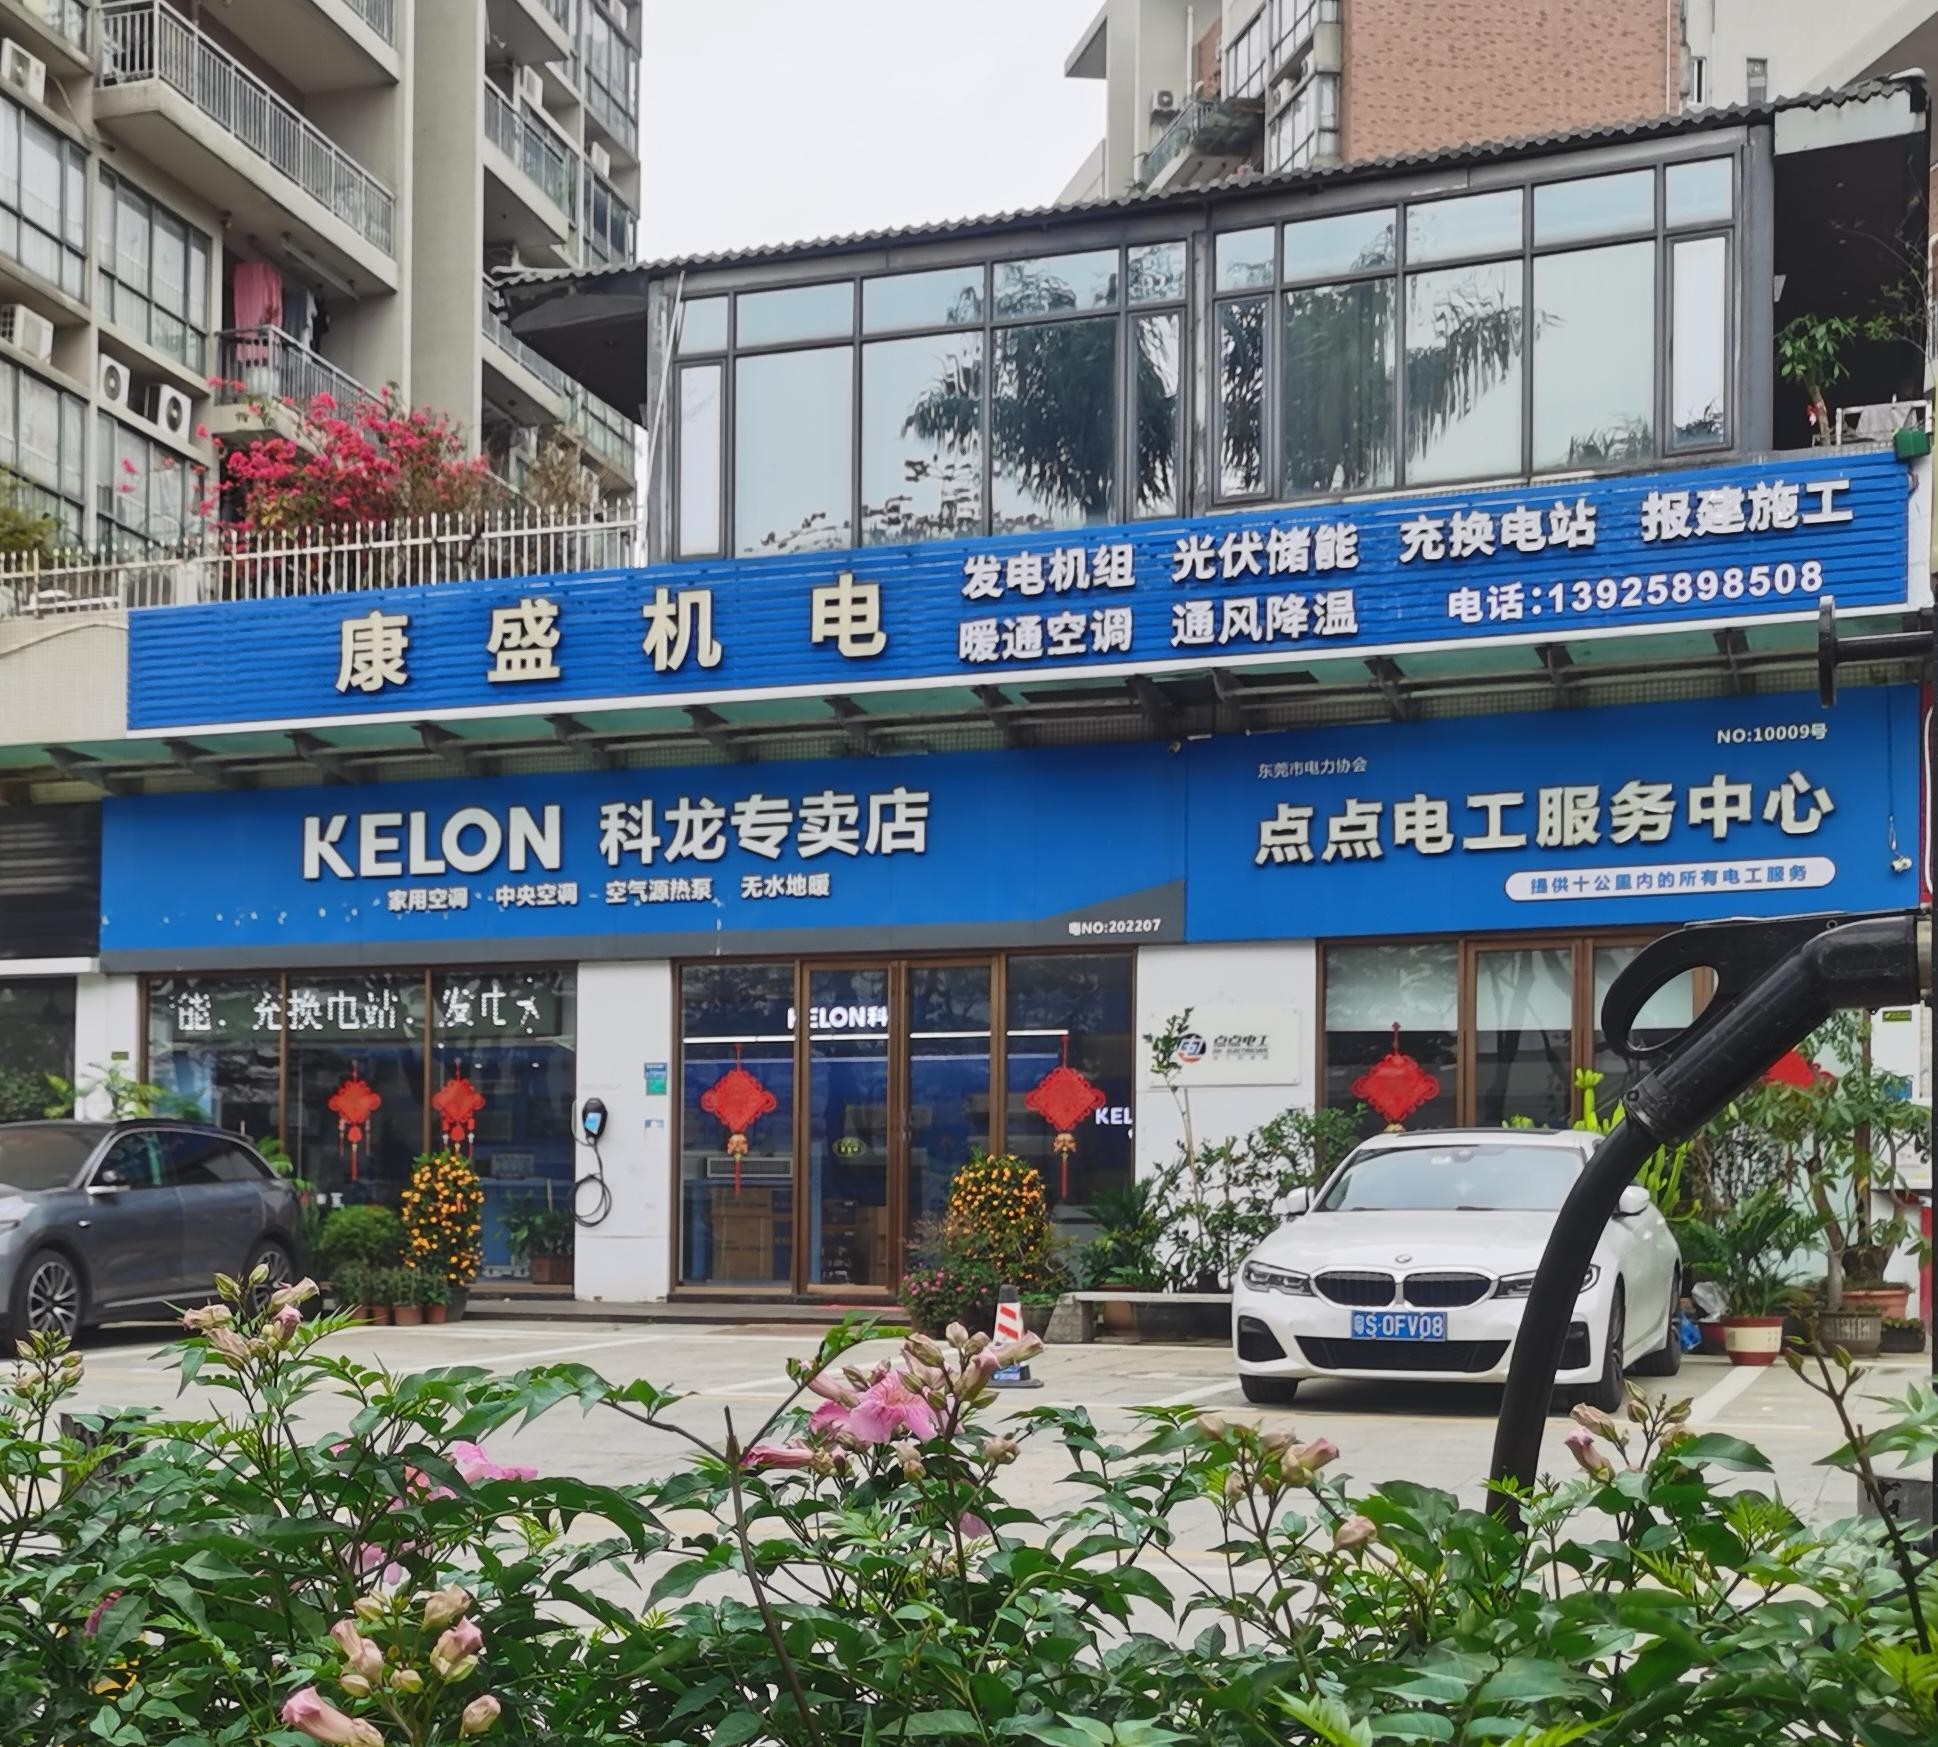 康盛机电
发电机组 光伏储能 充换电站 报建施工
暖通空调 通风降温 电话:13925898508
KELON 科龙专卖店
家用空调 中央空调 空气源热泵 无水地暖
粤NO:202207
NO:10009号
东莞市电力协会
点点电工服务中心
提供十公里内的所有电工服务
能、充换电站、发电
KELON科
KEL
点点电工
粤S·0FV08